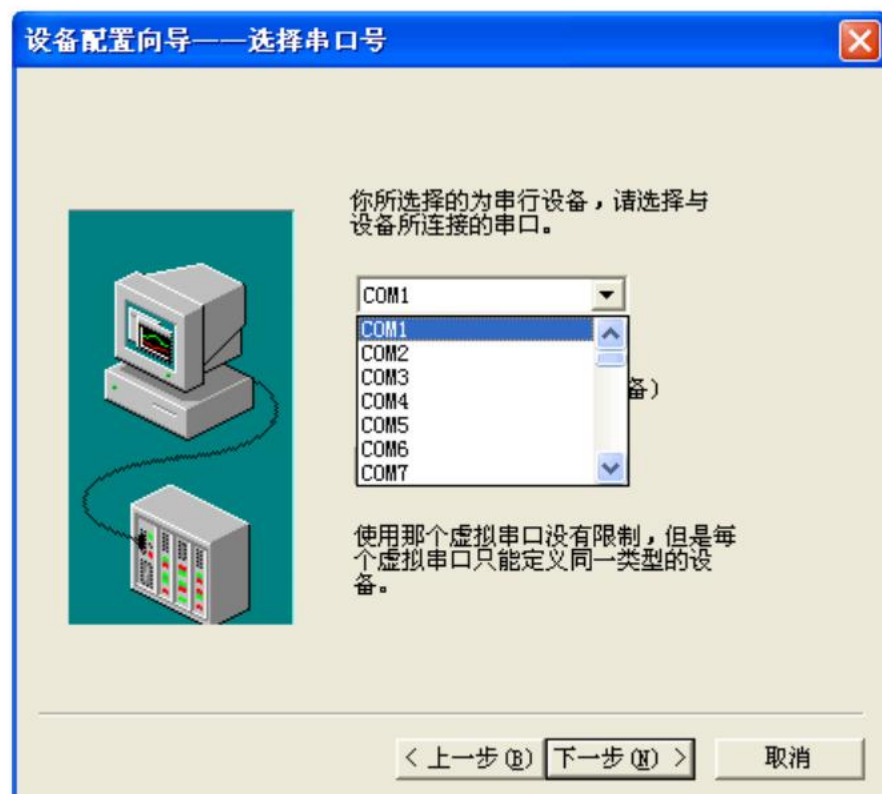 设备配置向导——选择串口号
你所选择的为串行设备，请选择与
设备所连接的串口。
COM1
COM1
COM2
COM3
COM4
COM5
COM6
COM7
备)
使用那个虚拟串口没有限制，但是每
个虚拟串口只能定义同一类型的设
备。
< 上一步(B)
下一步(N) >
取消